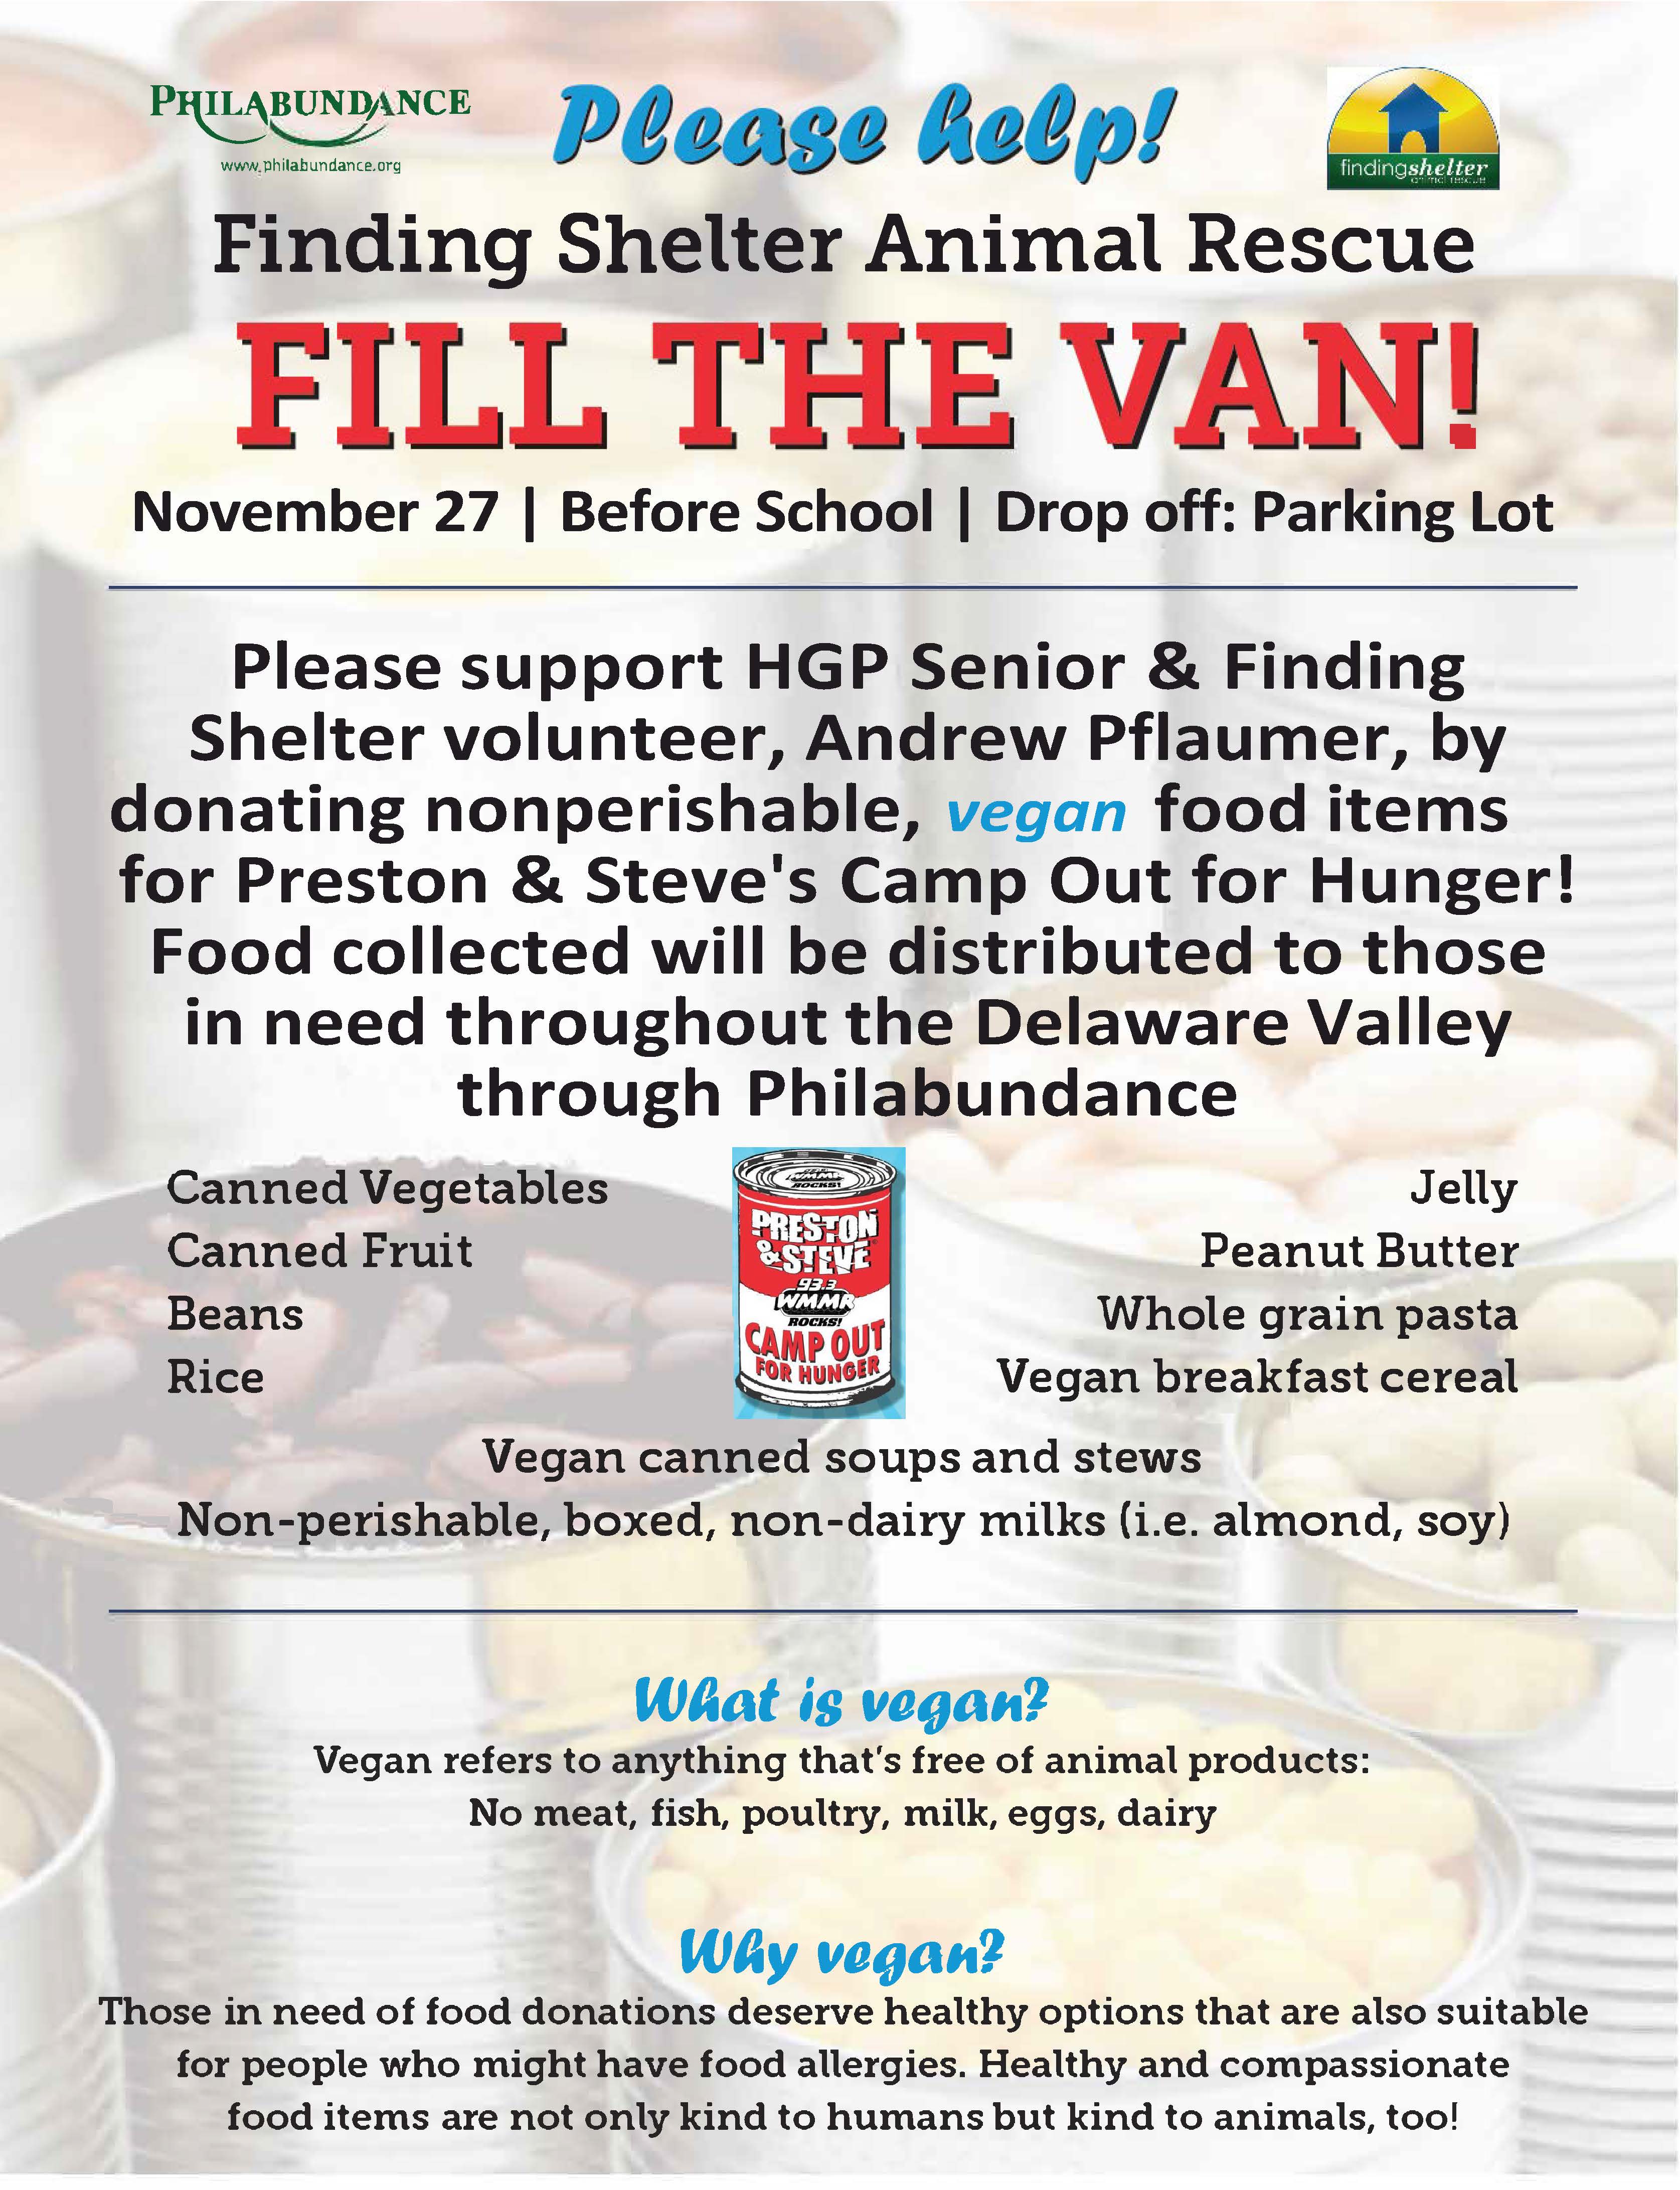 PHILABUNDANCE
www.philabundance.org
Please help!
findingshelter
animal rescue
Finding Shelter Animal Rescue
FILL THE VAN!
November 27 | Before School | Drop off: Parking Lot
Please support HGP Senior & Finding
Shelter volunteer, Andrew Pflaumer, by
donating nonperishable, vegan food items
for Preston & Steve's Camp Out for Hunger!
Food collected will be distributed to those
in need throughout the Delaware Valley
through Philabundance
Canned Vegetables
Canned Fruit
Beans
Rice
WMMR
ROCKS!
PRESTON
& STEVE
93.3
WMMR
ROCKS!
CAMP OUT
FOR HUNGER
Jelly
Peanut Butter
Whole grain pasta
Vegan breakfast cereal
Vegan canned soups and stews
Non-perishable, boxed, non-dairy milks (i.e. almond, soy)
What is vegan?
Vegan refers to anything that's free of animal products:
No meat, fish, poultry, milk, eggs, dairy
Why vegan?
Those in need of food donations deserve healthy options that are also suitable
for people who might have food allergies. Healthy and compassionate
food items are not only kind to humans but kind to animals, too!